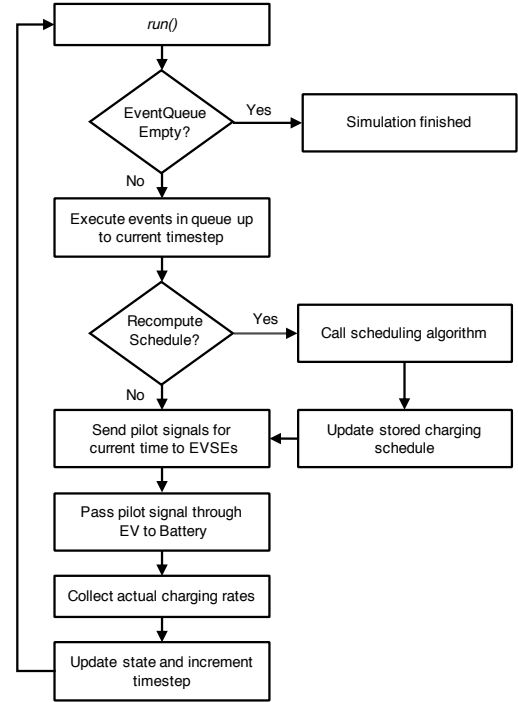 run()
EventQueue
Empty?
Yes
Simulation finished
No
Execute events in queue up
to current timestep
Recompute
Schedule?
Yes
Call scheduling algorithm
No
Send pilot signals for
current time to EVSEs
Update stored charging
schedule
Pass pilot signal through
EV to Battery
Collect actual charging rates
Update state and increment
timestep